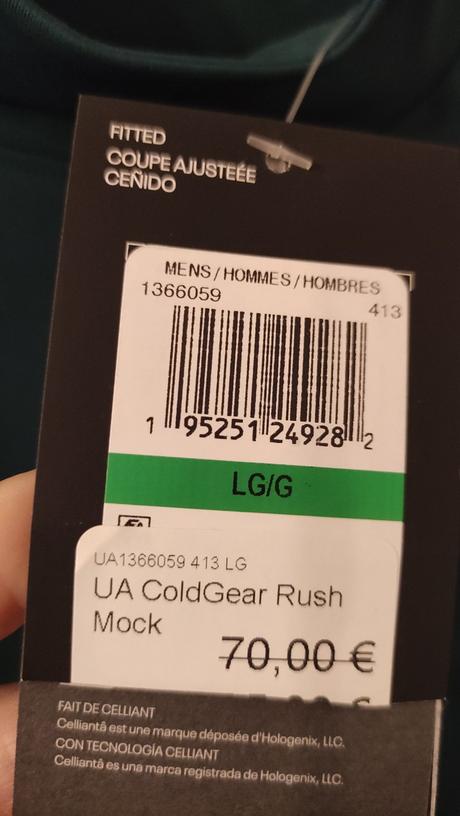 FITTED
COUPE AJUSTEÉE
CEÑIDO
MENS / HOMMES / HOMBRES
1366059
413
1 95251 24928 2
LG/G
UA1366059 413 LG
UA ColdGear Rush
Mock
70,00 €
FAIT DE CELLIANT
Celliantâ est une marque déposée d'Hologenix, LLC.
CON TECNOLOGÍA CELLIANT
Celliantâ es una marca registrada de Hologenix, LLC.